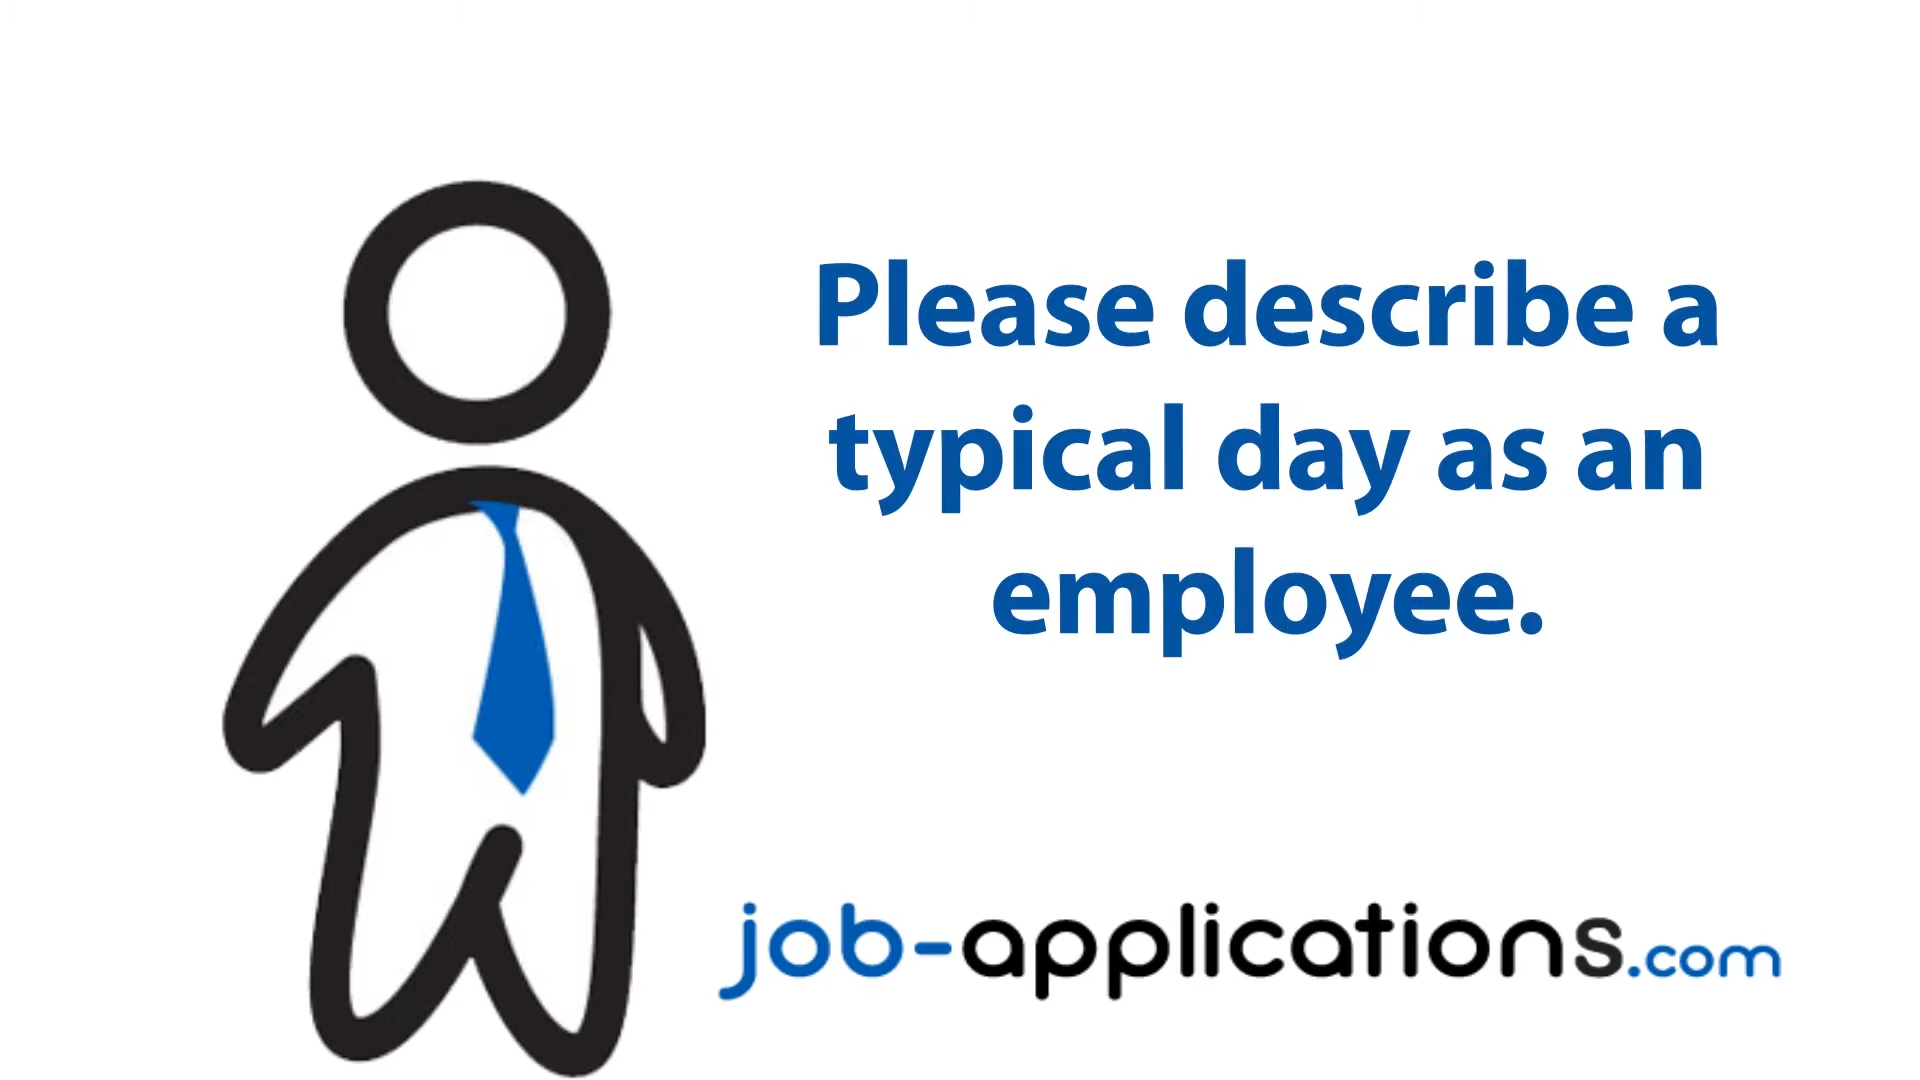 Please describe a
typical day as an
employee.
job-applications.com